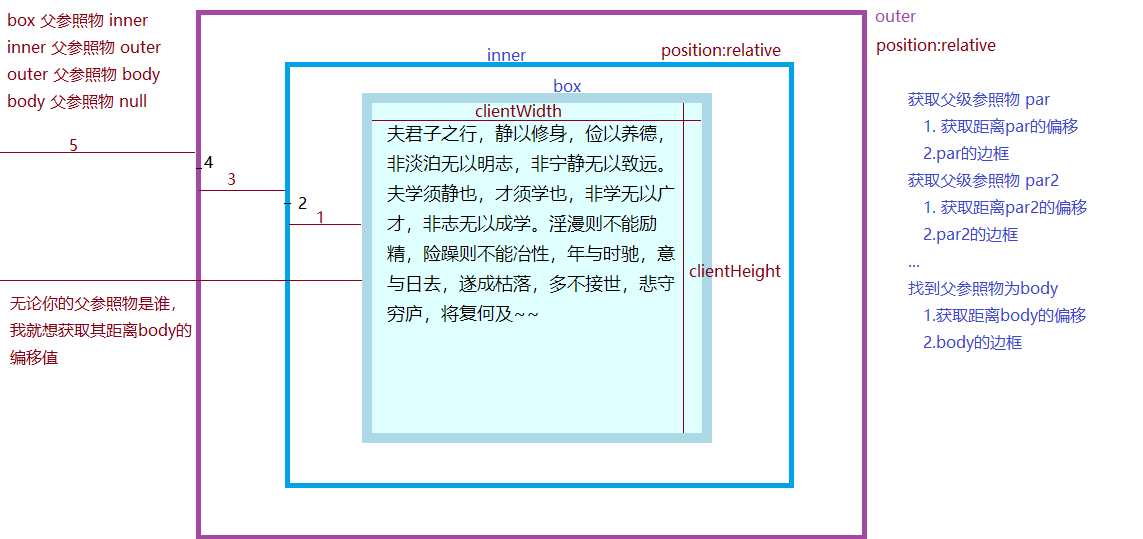 box 父参照物 inner
inner 父参照物 outer
outer 父参照物 body
body 父参照物 null
5
4
3
2
1
无论你的父参照物是谁，
我就想获取其距离body的
编移值
inner
position:relative
box
clientWidth
夫君子之行，静以修身，俭以养德，
非淡泊无以明志，非宁静无以致远。
夫学须静也，才须学也，非学无以广
才，非志无以成学。淫漫则不能励
精，险躁则不能冶性，年与时驰，意
与日去，遂成枯落，多不接世，悲守
穷庐，将复何及~~
clientHeight
outer
position:relative
获取父级参照物 par
1. 获取距离par的偏移
2.par的边框
获取父级参照物 par2
1. 获取距离par2的偏移
2.par2的边框
...
找到父参照物为body
1.获取距离body的偏移
2.body的边框